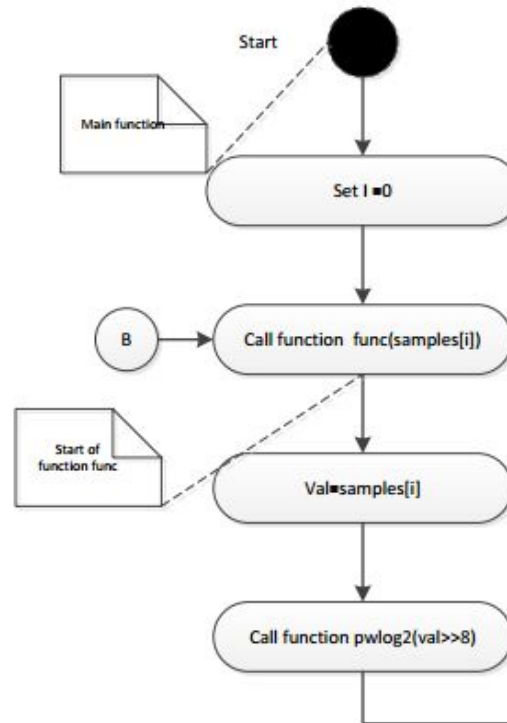 Start
Main function
Set I =0
B
Call function func(samples[i])
Start of
function func
Val=samples[i]
Call function pwlog2(val>>8)